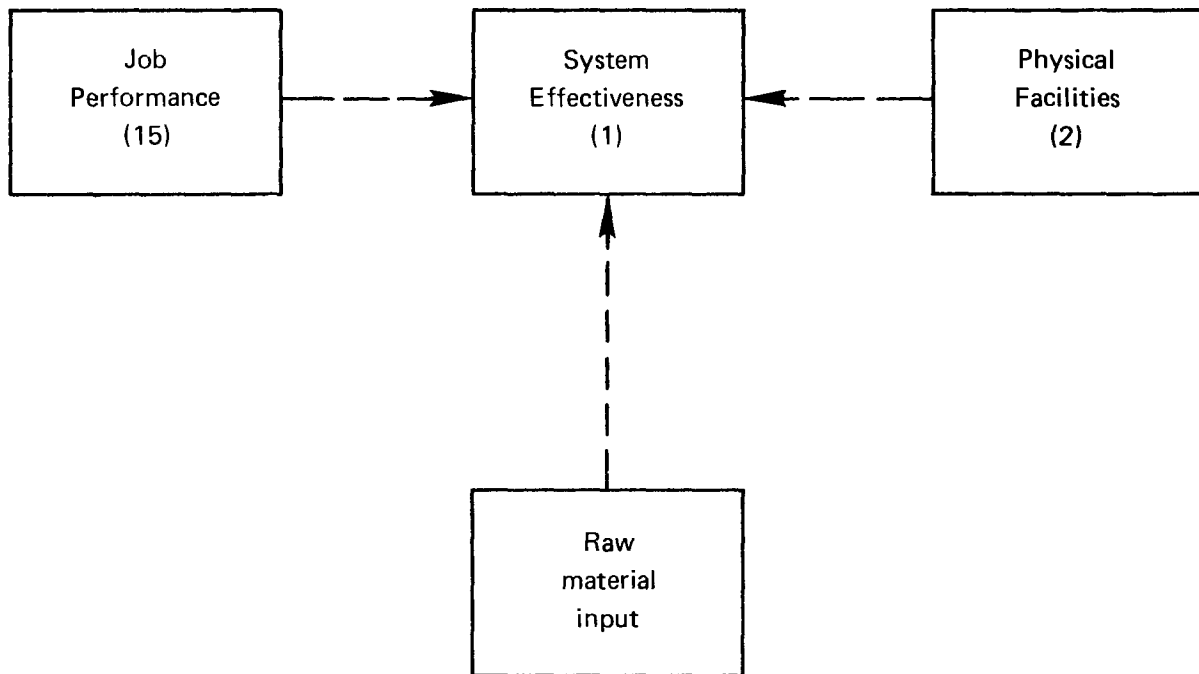 Job
Performance
(15)
System
Effectiveness
(1)
Physical
Facilities
(2)
Raw
material
input